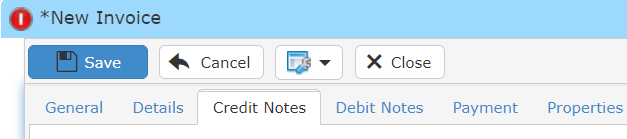 *New Invoice
Save Cancel Close
General Details Credit Notes Debit Notes Payment Properties